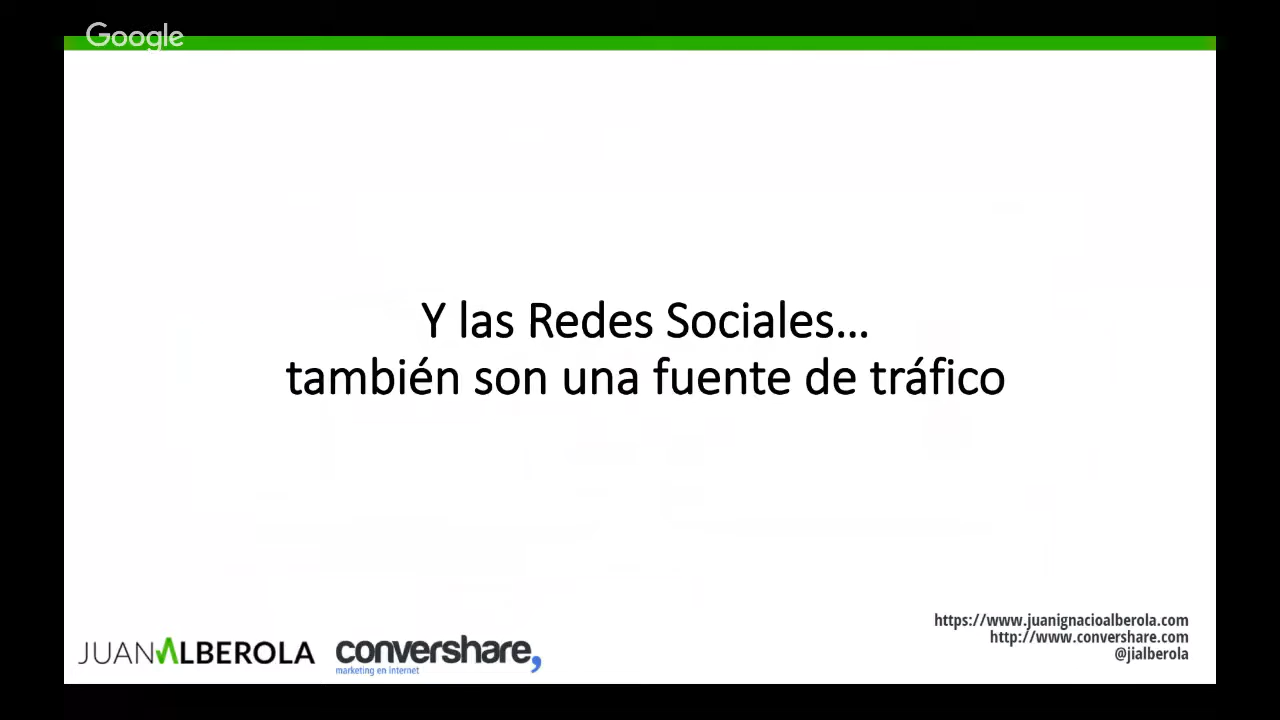 Google
Y las Redes Sociales...
también son una fuente de tráfico
JUANALBEROLA
convershare,
marketing en internet
https://www.juanignacioalberola.com
http://www.convershare.com
@jialberola